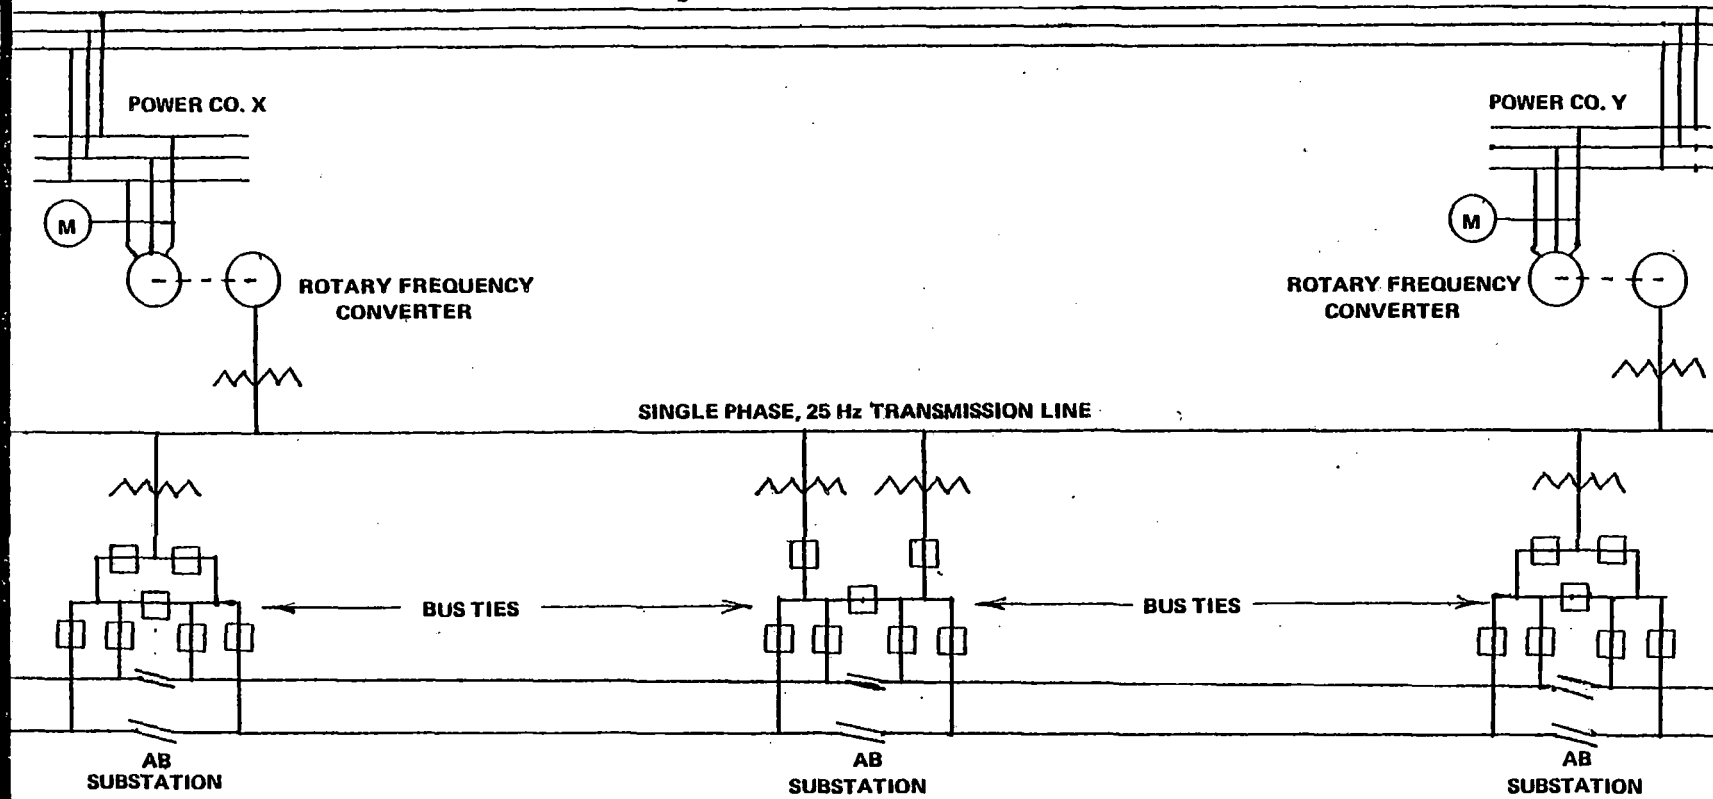 POWER CO. X
POWER CO. Y
M
M
ROTARY FREQUENCY
CONVERTER
ROTARY FREQUENCY
CONVERTER
SINGLE PHASE, 25 Hz TRANSMISSION LINE
BUS TIES
BUS TIES
AB
SUBSTATION
AB
SUBSTATION
AB
SUBSTATION